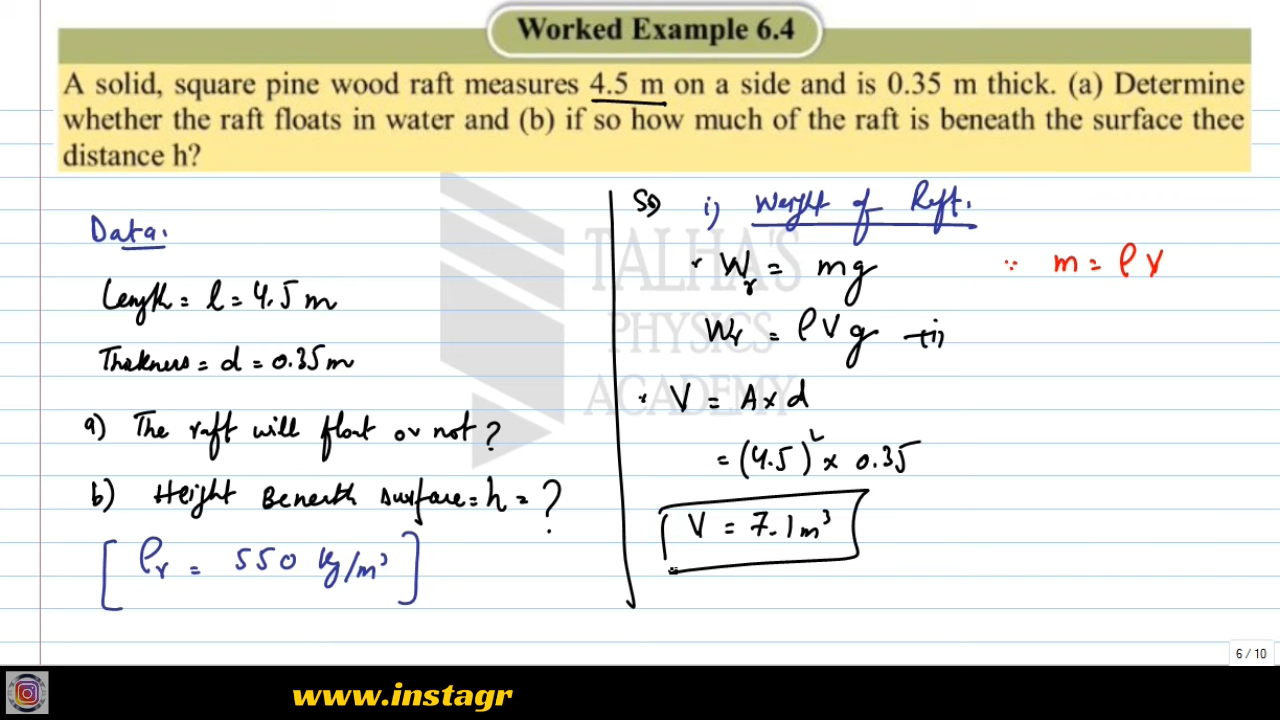 Worked Example 6.4
A solid, square pine wood raft measures 4.5 m on a side and is 0.35 m thick. (a) Determine
whether the raft floats in water and (b) if so how much of the raft is beneath the surface thee
distance h?
Data.
Length = l = 4.5 m
Thickness = d = 0.35m
a) The raft will float or not?
b) Height Beneath surface = h = ?
[ ρr = 550 kg/m³ ]
i) Weight of Raft.
Wr = mg
∵ m = ρV
Wr = ρVg —(i)
V = A × d
= (4.5)² × 0.35
V = 7.1 m³
TALHA'S
PHYSICS
ACADEMY
6 / 10
www.instagr